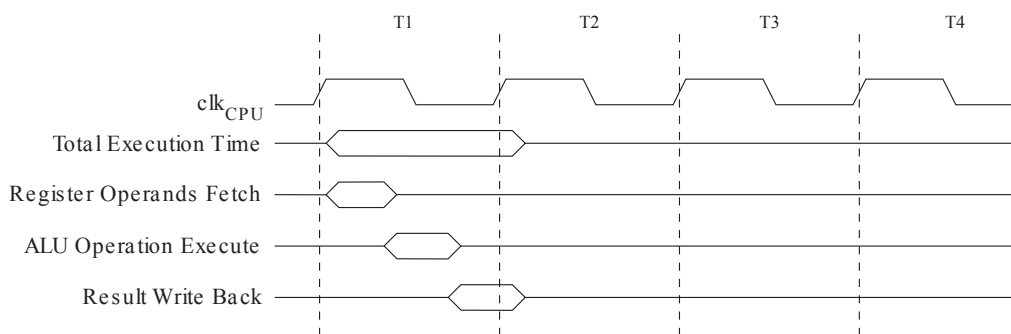 T1 T2 T3 T4
clkCPU
Total Execution Time
Register Operands Fetch
ALU Operation Execute
Result Write Back